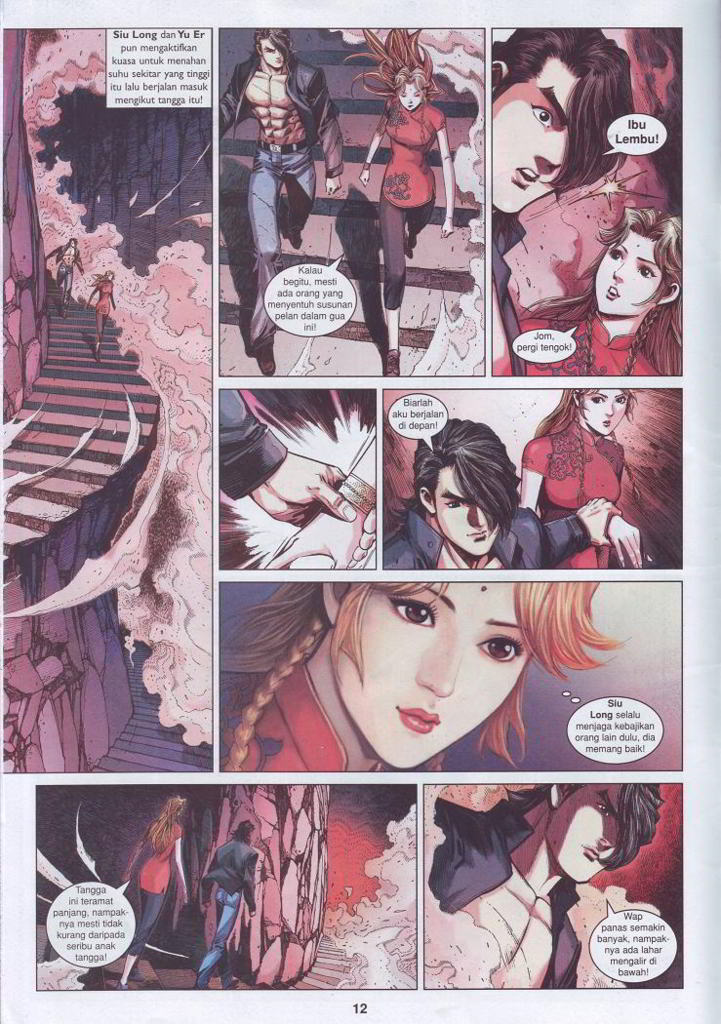 Siu Long dan Yu Er
pun mengaktifkan
kuasa untuk menahan
suhu sekitar yang tinggi
itu lalu berjalan masuk
mengikut tangga itu!
Kalau
begitu, mesti
ada orang yang
menyentuh susunan
pelan dalam gua
ini!
Ibu
Lembu!
Jom,
pergi tengok!
Biarlah
aku berjalan
di depan!
Siu
Long selalu
menjaga kebajikan
orang lain dulu, dia
memang baik!
Tangga
ini teramat
panjang, nampak-
nya mesti tidak
kurang daripada
seribu anak
tangga!
Wap
panas semakin
banyak, nampak-
nya ada lahar
mengalir di
bawah!
12